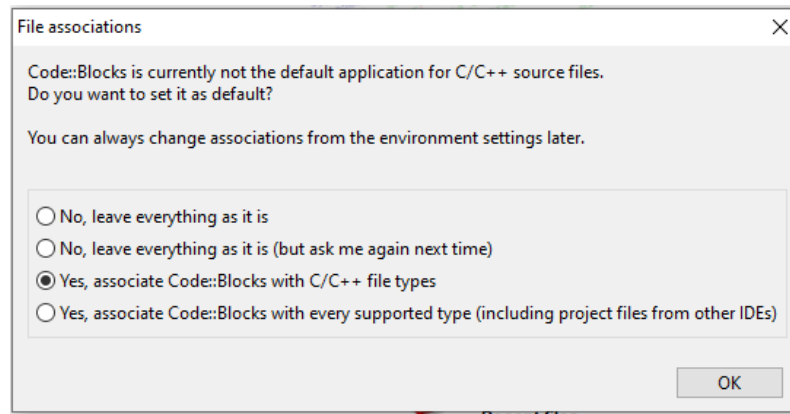 File associations
Code::Blocks is currently not the default application for C/C++ source files.
Do you want to set it as default?
You can always change associations from the environment settings later.
No, leave everything as it is
No, leave everything as it is (but ask me again next time)
Yes, associate Code::Blocks with C/C++ file types
Yes, associate Code::Blocks with every supported type (including project files from other IDEs)
OK